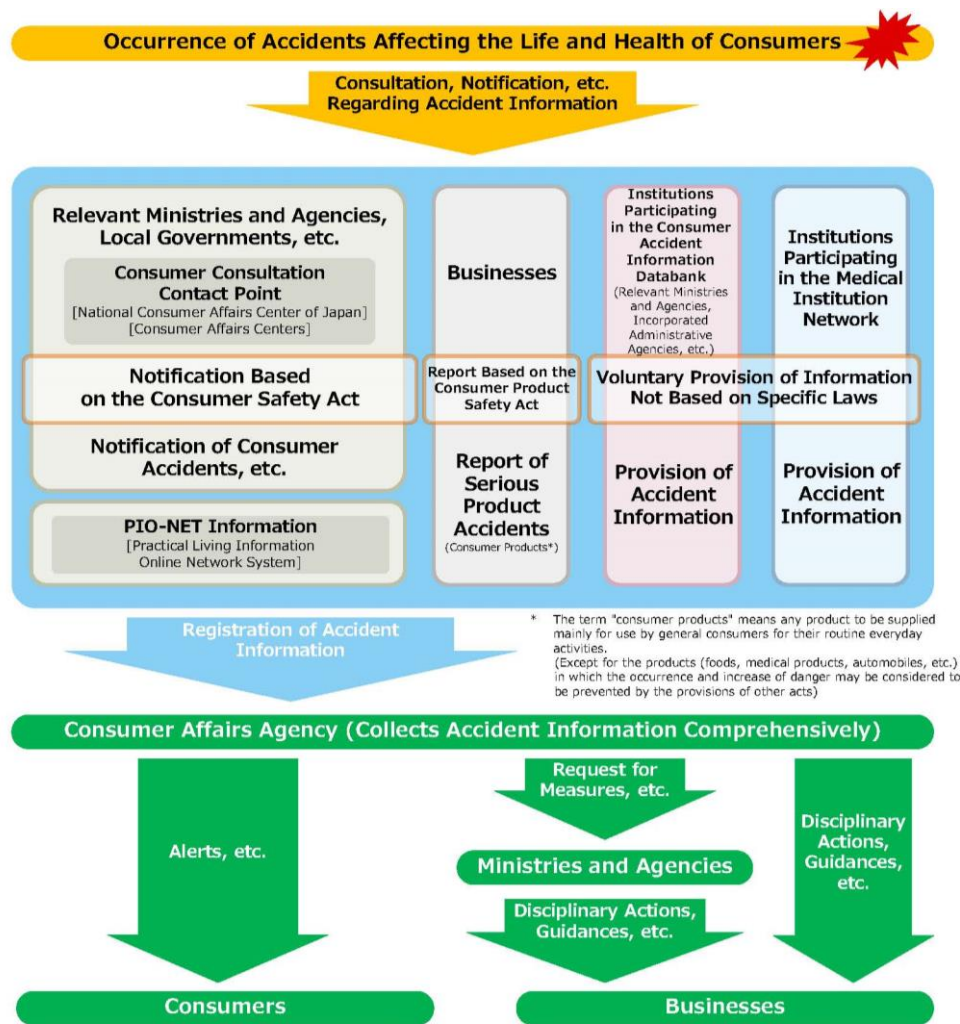 Occurrence of Accidents Affecting the Life and Health of Consumers
Consultation, Notification, etc.
Regarding Accident Information
Relevant Ministries and Agencies,
Local Governments, etc.
Consumer Consultation
Contact Point
[National Consumer Affairs Center of Japan]
[Consumer Affairs Centers]
Notification Based
on the Consumer Safety Act
Notification of Consumer
Accidents, etc.
PIO-NET Information
[Practical Living Information
Online Network System]
Businesses
Report Based on the
Consumer Product
Safety Act
Report of
Serious
Product
Accidents
(Consumer Products*)
Institutions
Participating
in the Consumer
Accident
Information
Databank
(Relevant Ministries
and Agencies,
Incorporated
Administrative
Agencies, etc.)
Institutions
Participating
in the Medical
Institution
Network
Voluntary Provision of Information
Not Based on Specific Laws
Provision of
Accident
Information
Provision of
Accident
Information
Registration of Accident
Information
* The term "consumer products" means any product to be supplied
mainly for use by general consumers for their routine everyday
activities.
(Except for the products (foods, medical products, automobiles, etc.)
in which the occurrence and increase of danger may be considered to
be prevented by the provisions of other acts)
Consumer Affairs Agency (Collects Accident Information Comprehensively)
Alerts, etc.
Request for
Measures, etc.
Ministries and Agencies
Disciplinary Actions,
Guidances, etc.
Disciplinary
Actions,
Guidances,
etc.
Consumers
Businesses